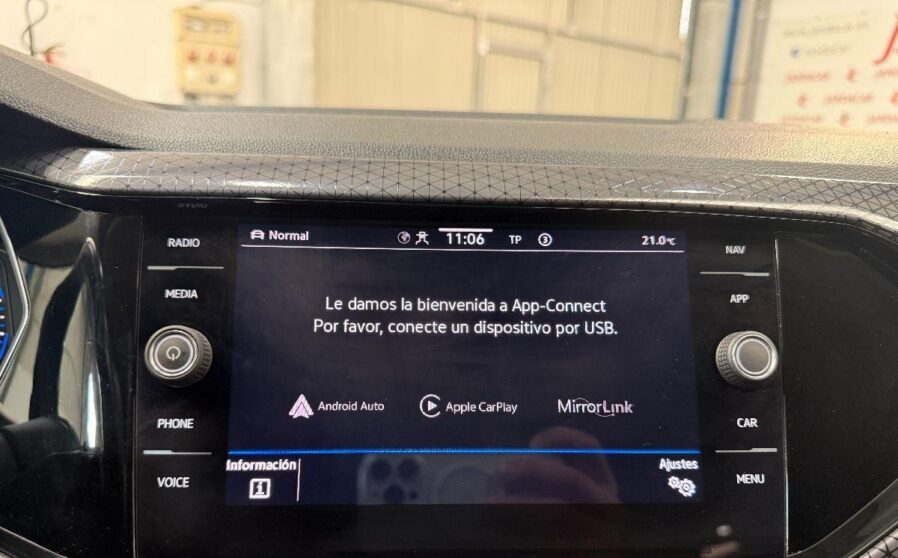 RADIO
MEDIA
PHONE
VOICE
Normal
11:06
TP
3
21.0°C
Le damos la bienvenida a App-Connect
Por favor, conecte un dispositivo por USB.
Android Auto
Apple CarPlay
MirrorLink
Información
Ajustes
NAV
APP
CAR
MENU